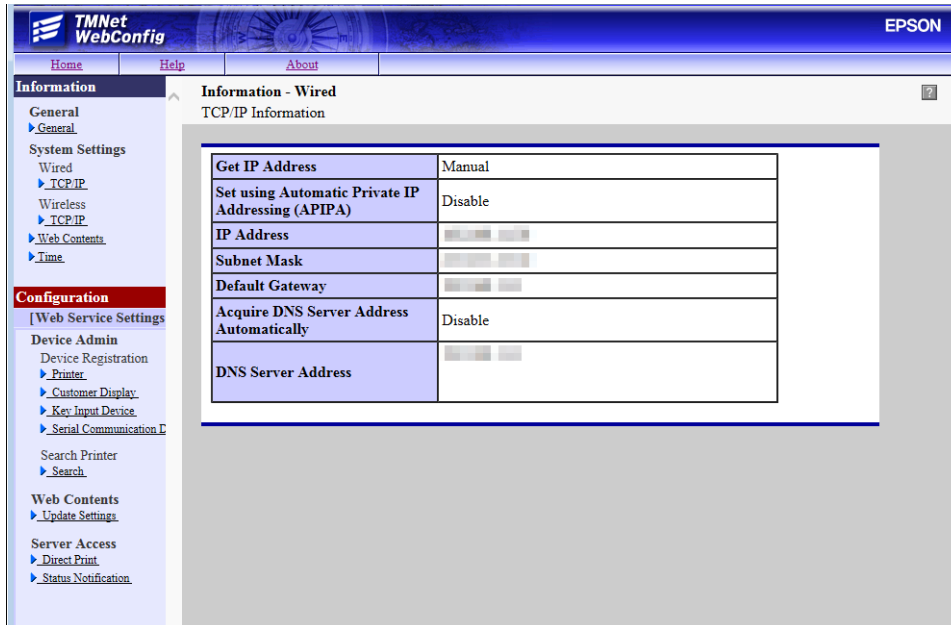 TMNet
WebConfig
EPSON
Home Help About
Information
General
General
System Settings
Wired
TCP/IP
Wireless
TCP/IP
Web Contents
Time
Configuration
[Web Service Settings
Device Admin
Device Registration
Printer
Customer Display
Key Input Device
Serial Communication D
Search Printer
Search
Web Contents
Update Settings
Server Access
Direct Print
Status Notification
Information - Wired
?
TCP/IP Information
Get IP Address Manual
Set using Automatic Private IP
Addressing (APIPA) Disable
IP Address
Subnet Mask
Default Gateway
Acquire DNS Server Address
Automatically Disable
DNS Server Address